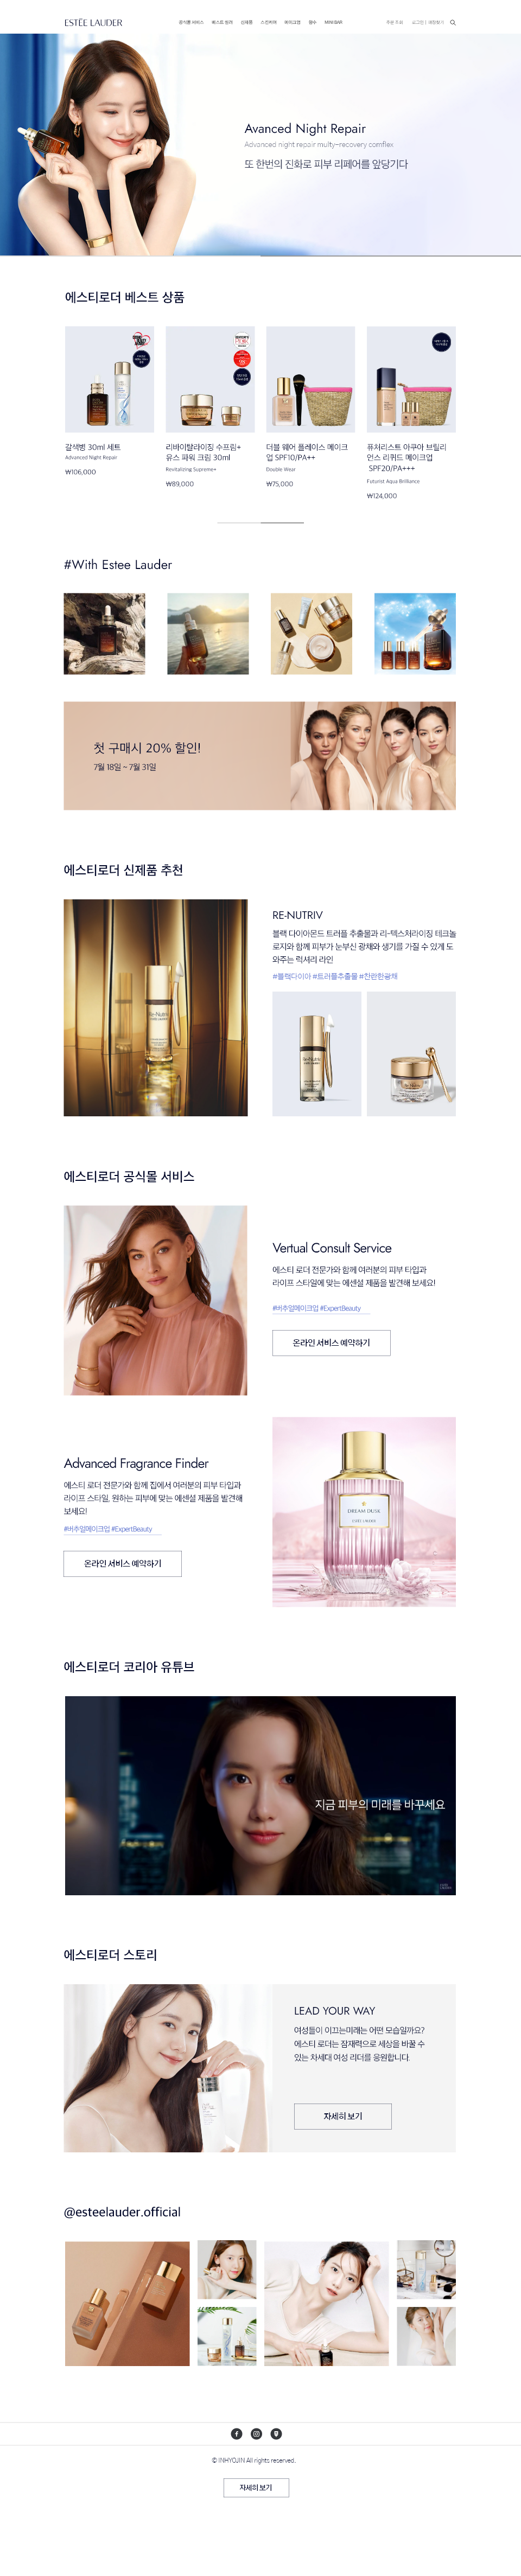 ESTĒE LAUDER
공식몰 서비스 베스트 셀러 신제품 스킨케어 메이크업 향수 MINI BAR
주문 조회 로그인 | 매장찾기
Avanced Night Repair
Advanced night repair multy-recovery comflex
또 한번의 진화로 피부 리페어를 앞당기다
에스티로더 베스트 상품
갈색병 30ml 세트
Advanced Night Repair
₩106,000
리바이탈라이징 수프림+
유스 파워 크림 30ml
Revitalizing Supreme+
₩89,000
더블 웨어 플레이스 메이크
업 SPF10/PA++
Double Wear
₩75,000
퓨처리스트 아쿠아 브릴리
언스 리퀴드 메이크업
SPF20/PA+++
Futurist Aqua Brilliance
₩124,000
#With Estee Lauder
첫 구매시 20% 할인!
7월 18일 ~ 7월 31일
에스티로더 신제품 추천
RE-NUTRIV
블랙 다이아몬드 트러플 추출물과 리-텍스처라이징 테크놀
로지와 함께 피부가 눈부신 광채와 생기를 가질 수 있게 도
와주는 럭셔리 라인
#블랙다이아 #트러플추출물 #찬란한광채
에스티로더 공식몰 서비스
Vertual Consult Service
에스티 로더 전문가와 함께 여러분의 피부 타입과
라이프 스타일에 맞는 에센셜 제품을 발견해 보세요!
#버추얼메이크업 #ExpertBeauty
온라인 서비스 예약하기
Advanced Fragrance Finder
에스티 로더 전문가와 함께 집에서 여러분의 피부 타입과
라이프 스타일, 원하는 피부에 맞는 에센셜 제품을 발견해
보세요!
#버추얼메이크업 #ExpertBeauty
온라인 서비스 예약하기
DREAM DUSK
ESTĒE LAUDER
에스티로더 코리아 유튜브
지금 피부의 미래를 바꾸세요
에스티로더 스토리
LEAD YOUR WAY
여성들이 이끄는미래는 어떤 모습일까요?
에스티 로더는 잠재력으로 세상을 바꿀 수
있는 차세대 여성 리더를 응원합니다.
자세히 보기
@esteelauder.official
© INHYOJIN All rights reserved.
자세히 보기